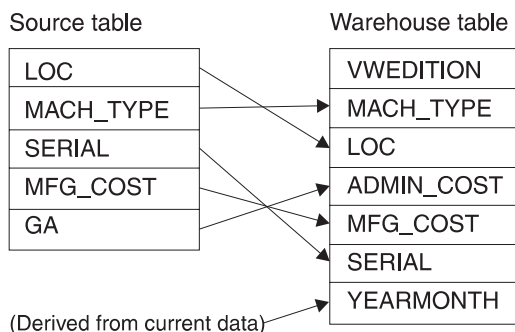 Source table
LOC
MACH_TYPE
SERIAL
MFG_COST
GA
(Derived from current data)
Warehouse table
VWEDITION
MACH_TYPE
LOC
ADMIN_COST
MFG_COST
SERIAL
YEARMONTH